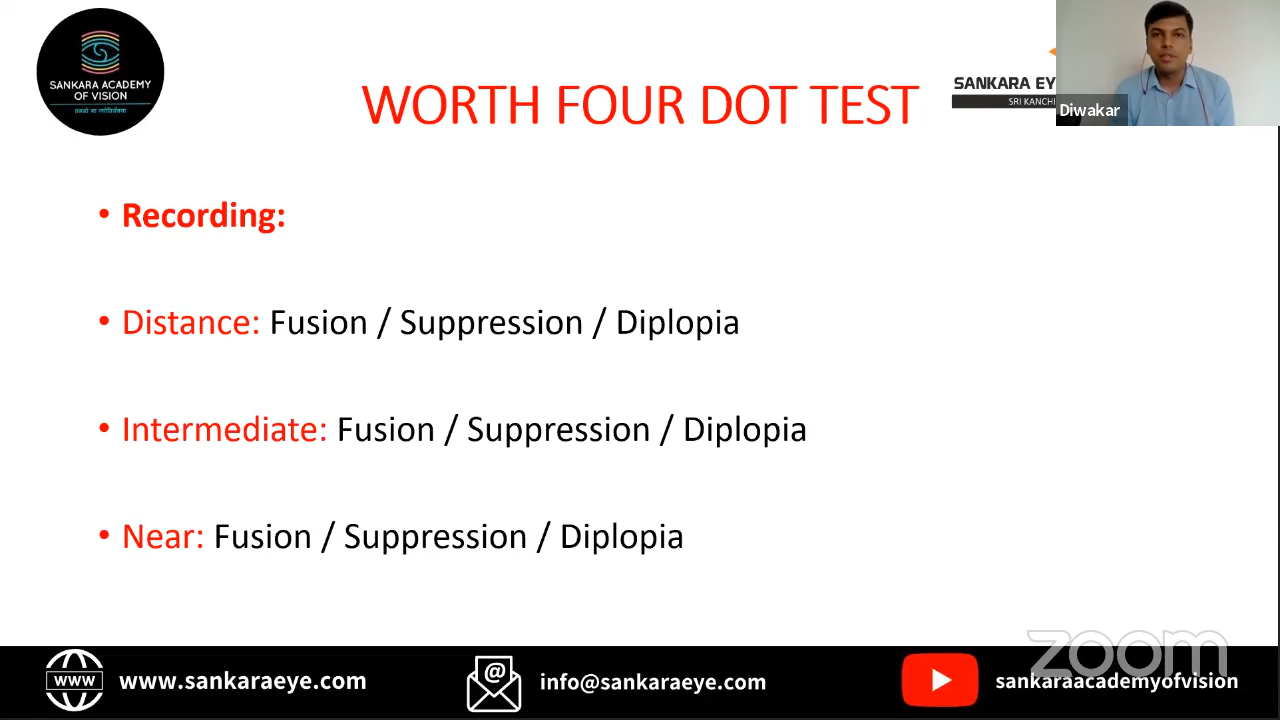 SANKARA ACADEMY
OF VISION
WORTH FOUR DOT TEST
SANKARA EY
SRI KANCHI
Diwakar
• Recording:
• Distance: Fusion / Suppression / Diplopia
• Intermediate: Fusion / Suppression / Diplopia
• Near: Fusion / Suppression / Diplopia
zoom
www
www.sankaraeye.com
@
info@sankaraeye.com
sankaraacademyofvision